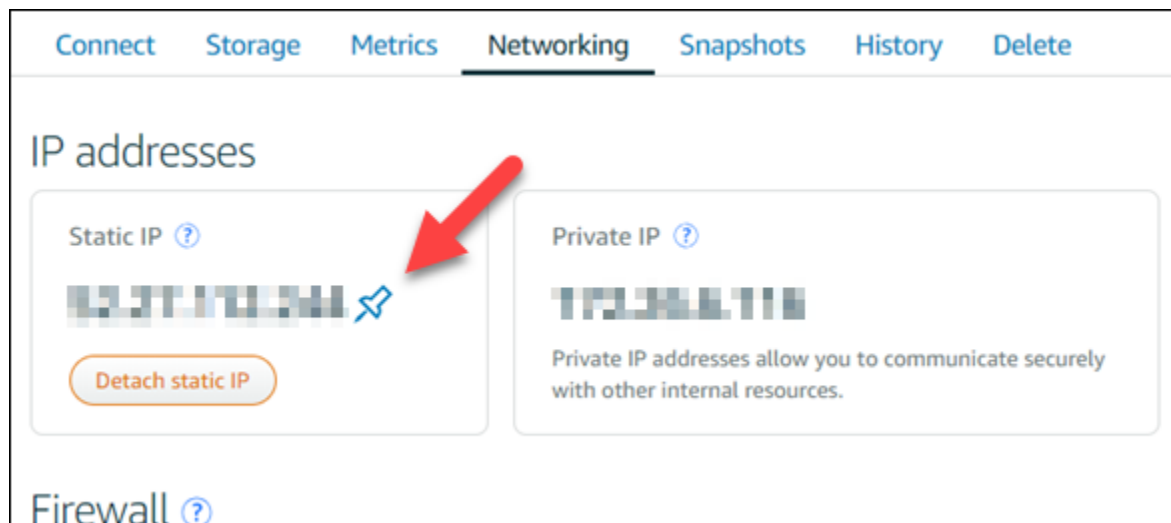 Connect Storage Metrics Networking Snapshots History Delete
IP addresses
Static IP ?
Detach static IP
Private IP ?
Private IP addresses allow you to communicate securely
with other internal resources.
Firewall ?